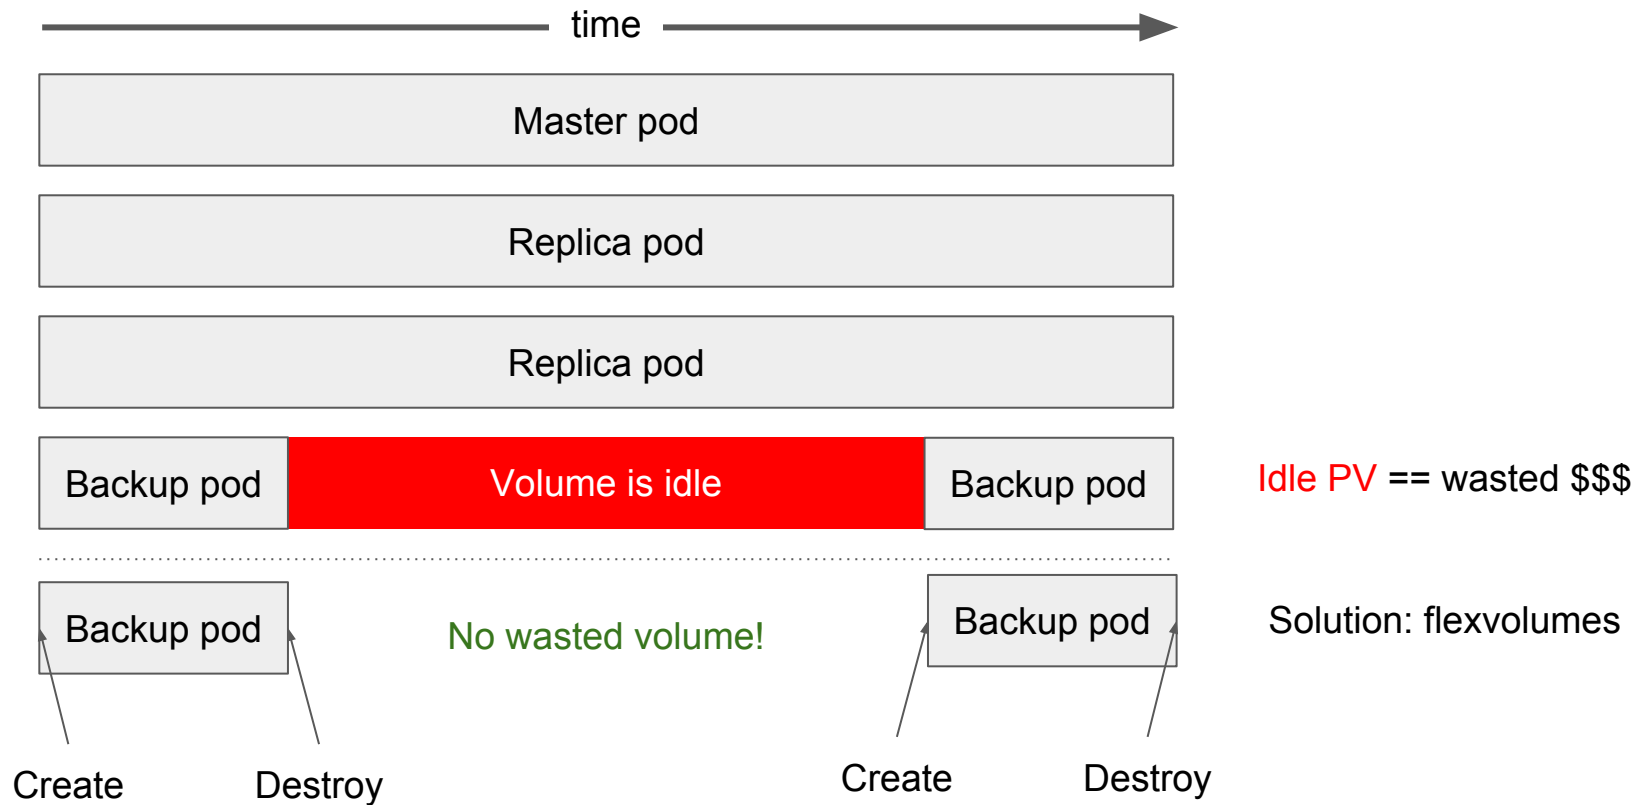 time
Master pod
Replica pod
Replica pod
Backup pod
Volume is idle
Backup pod
Idle PV == wasted $$$
Backup pod
No wasted volume!
Backup pod
Solution: flexvolumes
Create
Destroy
Create
Destroy